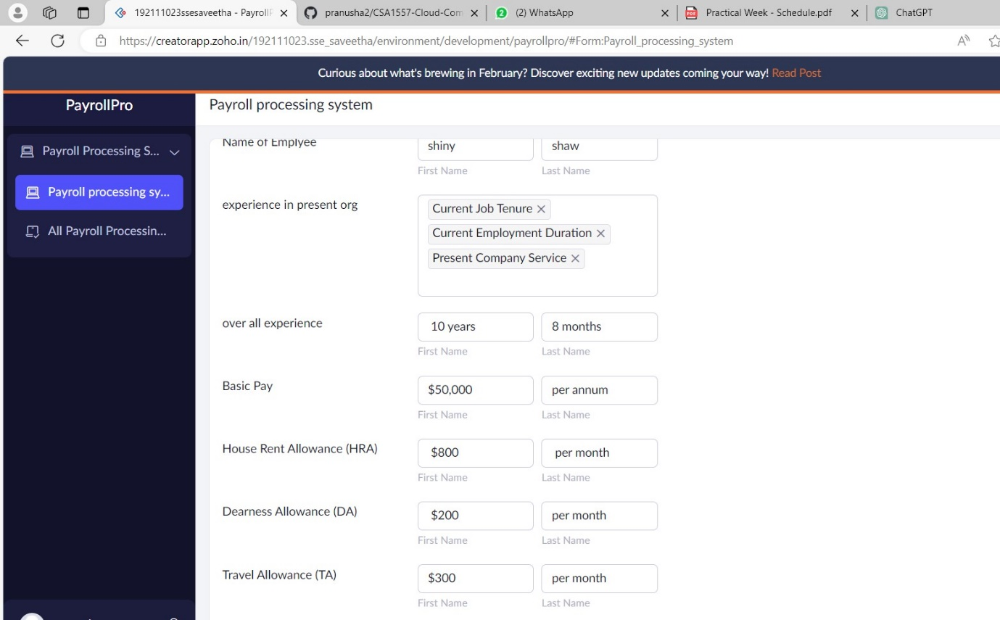 192111023ssesaveetha - PayrollP
pranusha2/CSA1557-Cloud-Com
2 (2) WhatsApp
PDF Practical Week - Schedule.pdf
ChatGPT
https://creatorapp.zoho.in/192111023.sse_saveetha/environment/development/payrollpro/#Form:Payroll_processing_system
Curious about what's brewing in February? Discover exciting new updates coming your way! Read Post
PayrollPro
Payroll processing system
Payroll Processing S...
Payroll processing sy...
All Payroll Processin...
Name of Emplyee
shiny shaw
First Name Last Name
experience in present org
Current Job Tenure
Current Employment Duration
Present Company Service
over all experience
10 years 8 months
First Name Last Name
Basic Pay
$50,000 per annum
First Name Last Name
House Rent Allowance (HRA)
$800 per month
First Name Last Name
Dearness Allowance (DA)
$200 per month
First Name Last Name
Travel Allowance (TA)
$300 per month
First Name Last Name